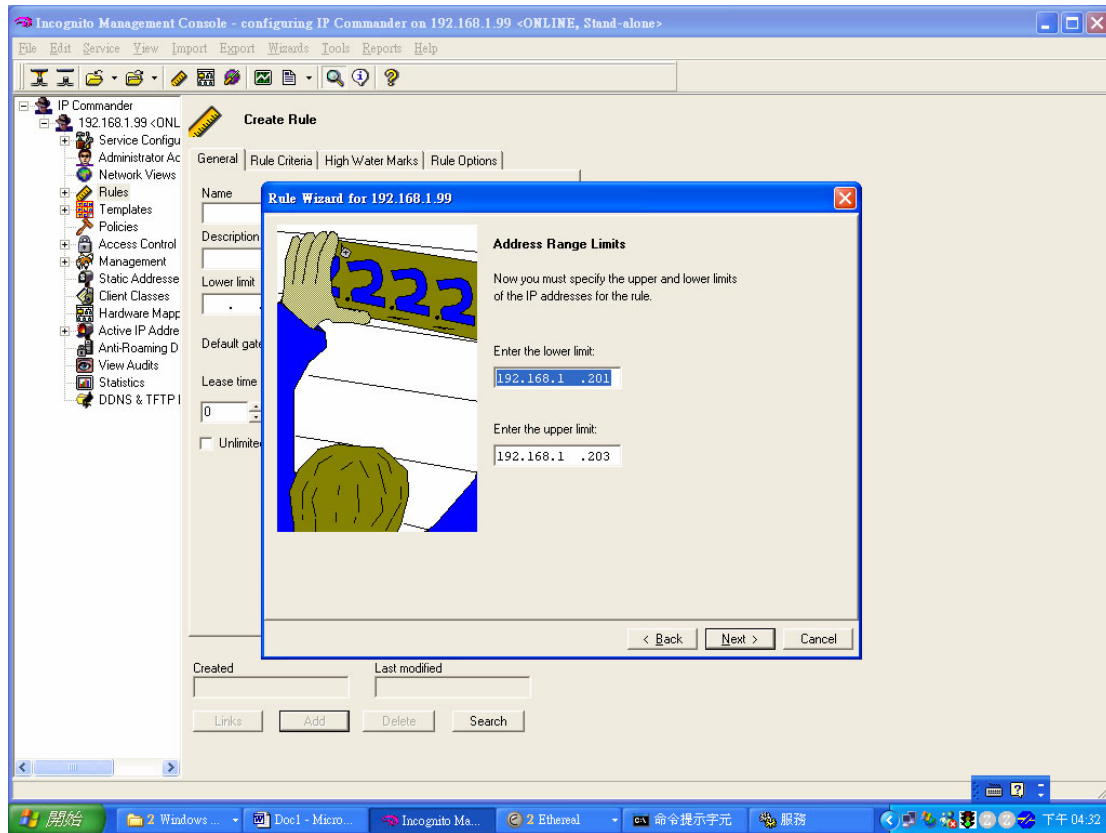 Incognito Management Console - configuring IP Commander on 192.168.1.99 <ONLINE, Stand-alone>
File Edit Service View Import Export Wizards Tools Reports Help
IP Commander
192.168.1.99 <ONL
Service Configu
Administrator Ac
Network Views
Rules
Templates
Policies
Access Control
Management
Static Addresse
Client Classes
Hardware Mapp
Active IP Addre
Anti-Roaming D
View Audits
Statistics
DDNS & TFTP
Create Rule
General Rule Criteria High Water Marks Rule Options
Name
Description
Lower limit
Default gate
Lease time
0
Unlimite
Rule Wizard for 192.168.1.99
2.2.2.2
Address Range Limits
Now you must specify the upper and lower limits
of the IP addresses for the rule.
Enter the lower limit:
192.168.1 .201
Enter the upper limit:
192.168.1 .203
< Back Next > Cancel
Created Last modified
Links Add Delete Search
開始 2 Windows ... Doc1 - Micro... Incognito Ma... 2 Ethereal 命令提示字元 服務 下午 04:32